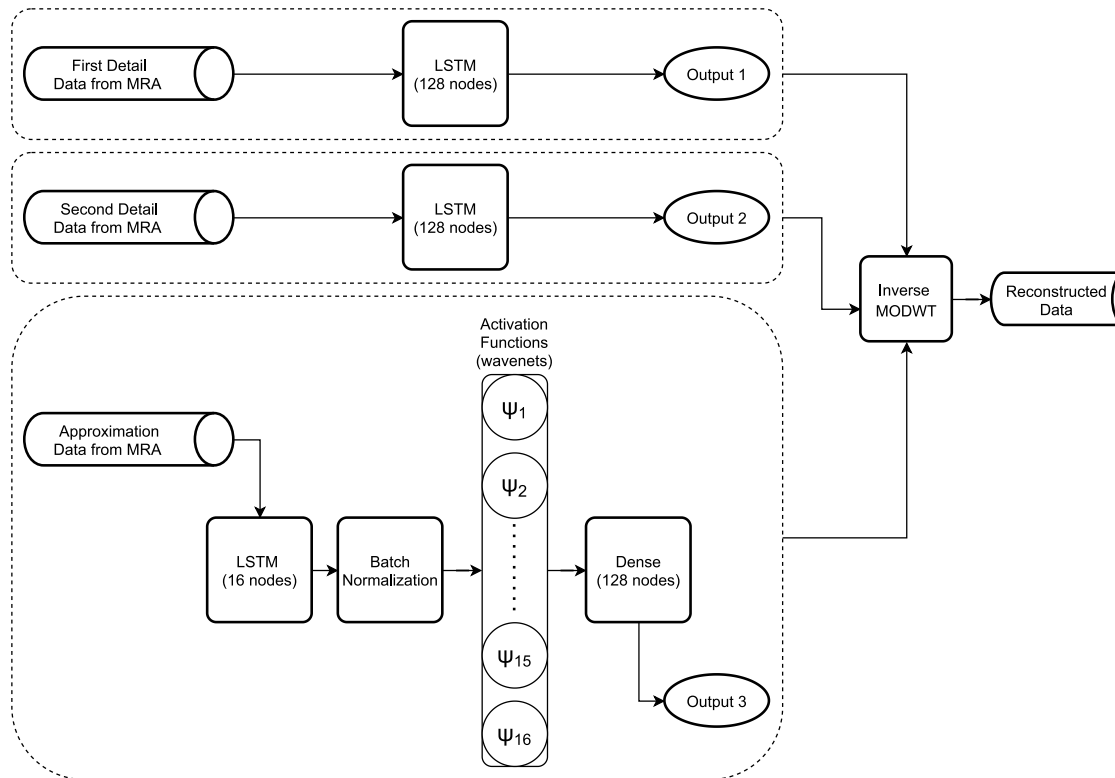 First Detail
Data from MRA
LSTM
(128 nodes)
Output 1
Second Detail
Data from MRA
LSTM
(128 nodes)
Output 2
Inverse
MODWT
Reconstructed
Data
Activation
Functions
(wavenets)
Approximation
Data from MRA
LSTM
(16 nodes)
Batch
Normalization
Ψ1
Ψ2
Ψ15
Ψ16
Dense
(128 nodes)
Output 3